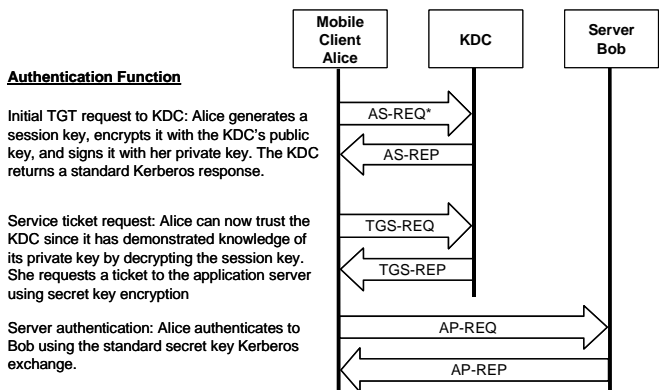 Mobile
Client
Alice
KDC
Server
Bob
Authentication Function
Initial TGT request to KDC: Alice generates a
session key, encrypts it with the KDC's public
key, and signs it with her private key. The KDC
returns a standard Kerberos response.
AS-REQ*
AS-REP
Service ticket request: Alice can now trust the
KDC since it has demonstrated knowledge of
its private key by decrypting the session key.
She requests a ticket to the application server
using secret key encryption
TGS-REQ
TGS-REP
Server authentication: Alice authenticates to
Bob using the standard secret key Kerberos
exchange.
AP-REQ
AP-REP